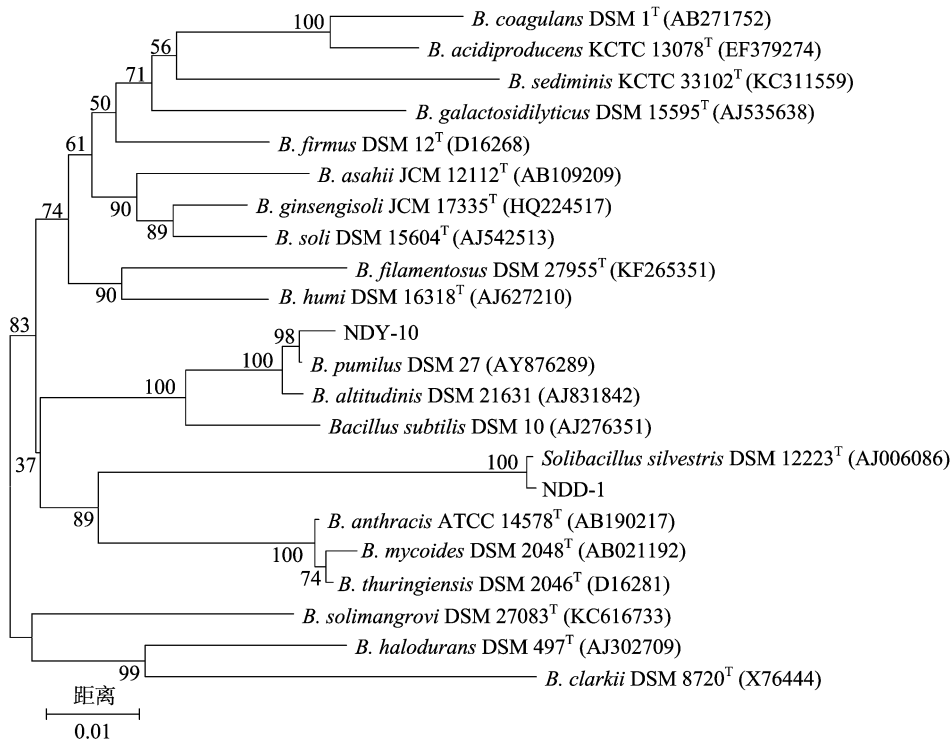 100
B. coagulans DSM 1ᵀ (AB271752)
56
B. acidiproducens KCTC 13078ᵀ (EF379274)
71
B. sediminis KCTC 33102ᵀ (KC311559)
50
B. galactosidilyticus DSM 15595ᵀ (AJ535638)
61
B. firmus DSM 12ᵀ (D16268)
B. asahii JCM 12112ᵀ (AB109209)
90
B. ginsengisoli JCM 17335ᵀ (HQ224517)
74
89
B. soli DSM 15604ᵀ (AJ542513)
B. filamentosus DSM 27955ᵀ (KF265351)
90
B. humi DSM 16318ᵀ (AJ627210)
83
98
NDY-10
100
B. pumilus DSM 27 (AY876289)
100
B. altitudinis DSM 21631 (AJ831842)
Bacillus subtilis DSM 10 (AJ276351)
37
100
Solibacillus silvestris DSM 12223ᵀ (AJ006086)
NDD-1
89
B. anthracis ATCC 14578ᵀ (AB190217)
100
B. mycoides DSM 2048ᵀ (AB021192)
74
B. thuringiensis DSM 2046ᵀ (D16281)
B. solimangrovi DSM 27083ᵀ (KC616733)
B. halodurans DSM 497ᵀ (AJ302709)
99
B. clarkii DSM 8720ᵀ (X76444)
距离
0.01